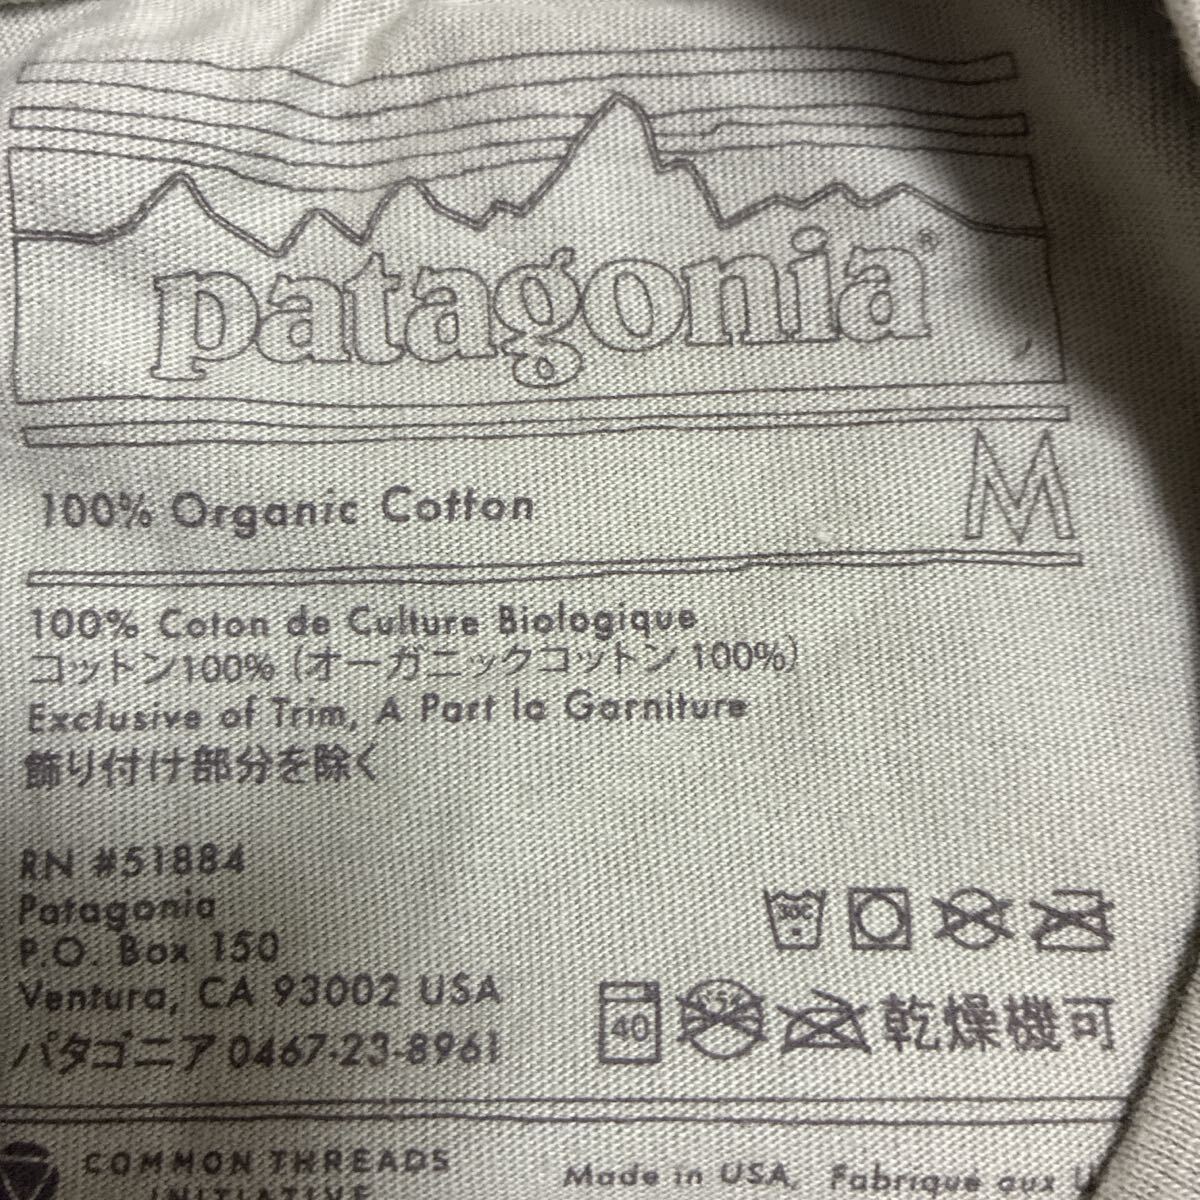 patagonia®
M
100% Organic Cotton
100% Coton de Culture Biologique
コットン100% (オーガニックコットン 100%)
Exclusive of Trim, A Part la Garniture
飾り付け部分を除く
RN #51884
Patagonia
P.O. Box 150
Ventura, CA 93002 USA
パタゴニア 0467-23-8961
30C
40
乾燥機可
COMMON THREADS
INITIATIVE
Made in USA, Fabriqué aux